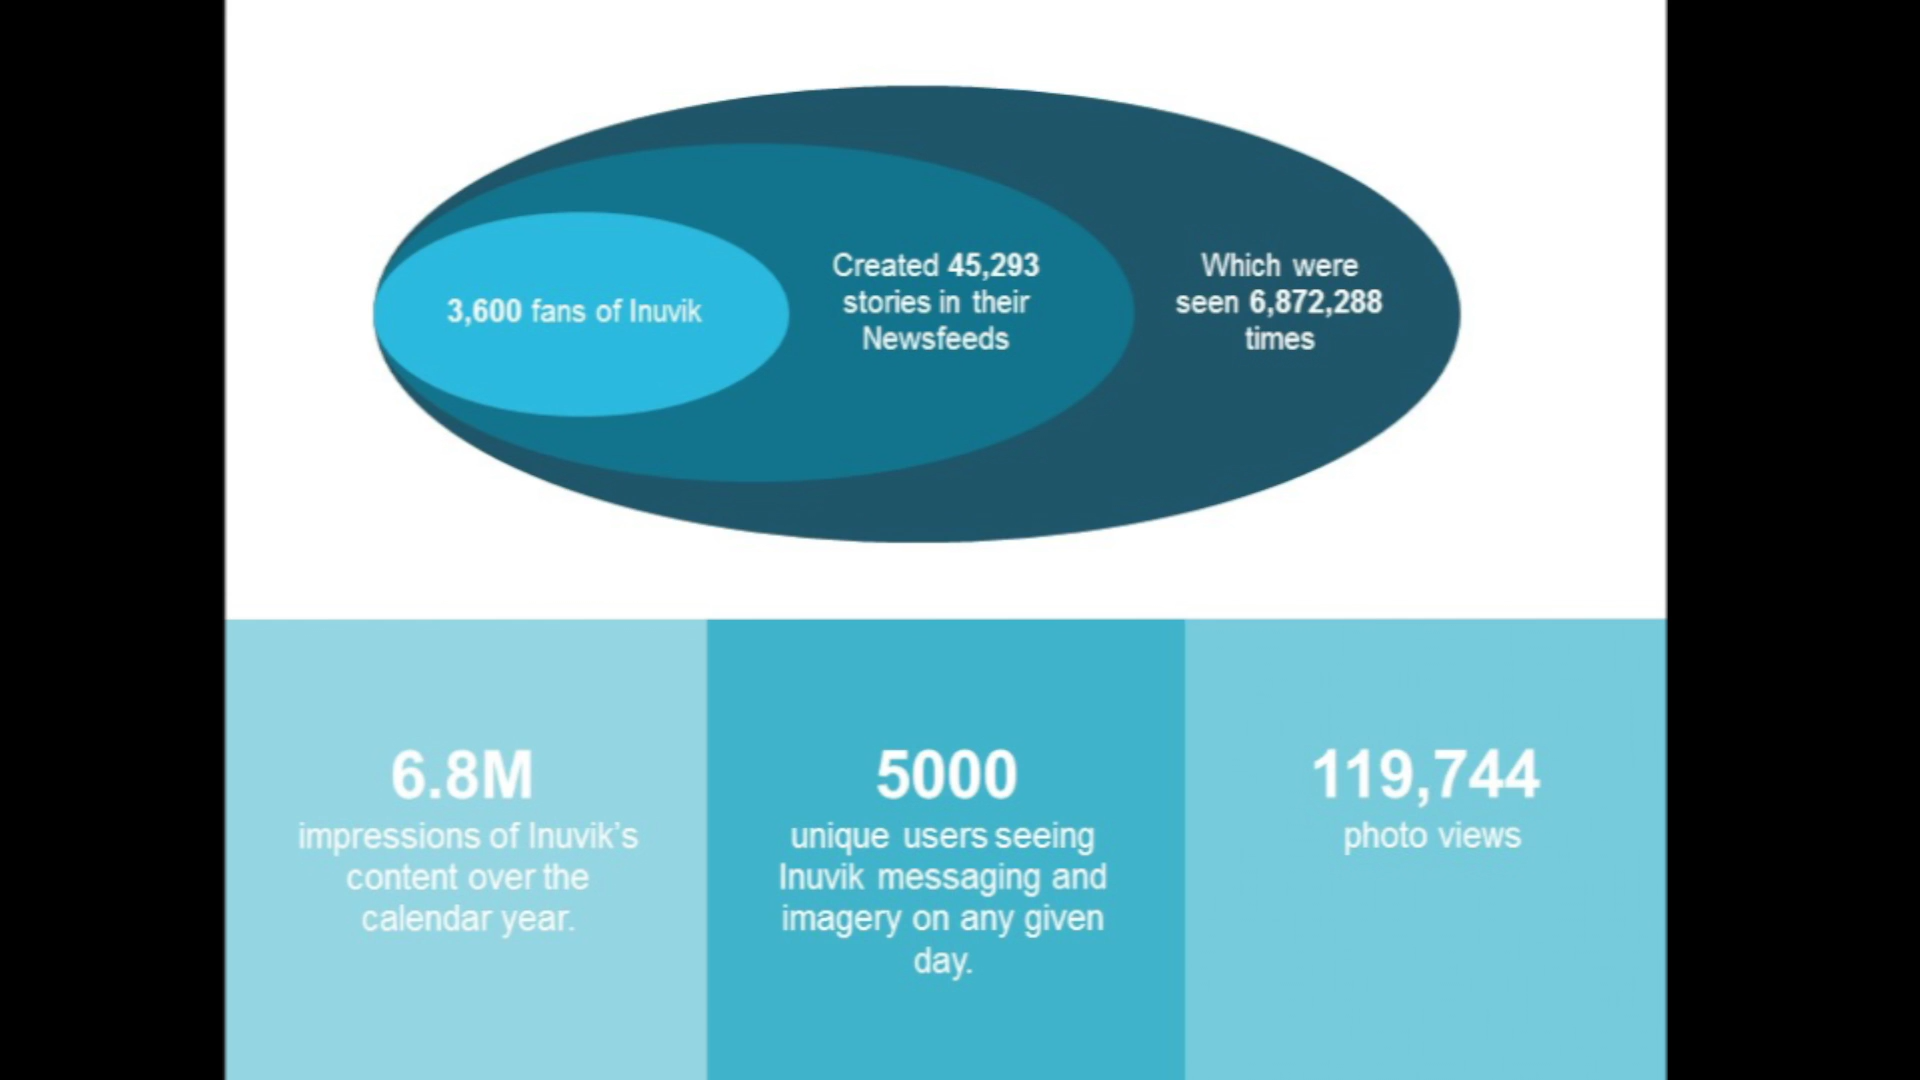 3,600 fans of Inuvik
Created 45,293
stories in their
Newsfeeds
Which were
seen 6,872,288
times
6.8M
impressions of Inuvik's
content over the
calendar year.
5000
unique users seeing
Inuvik messaging and
imagery on any given
day.
119,744
photo views